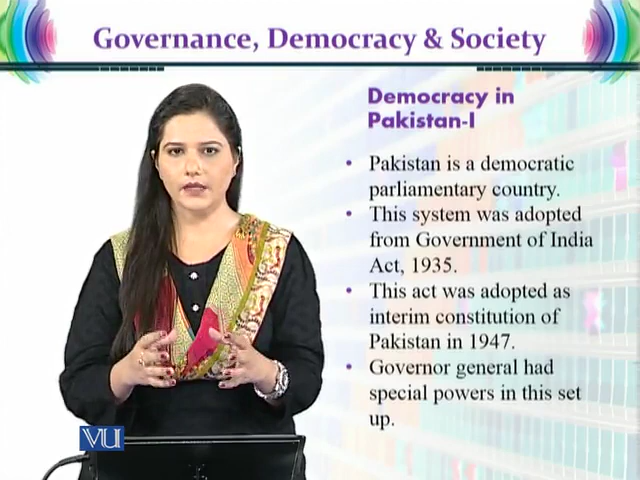 Governance, Democracy & Society
Democracy in
Pakistan-I
• Pakistan is a democratic
parliamentary country.
• This system was adopted
from Government of India
Act, 1935.
• This act was adopted as
interim constitution of
Pakistan in 1947.
• Governor general had
special powers in this set
up.
VU